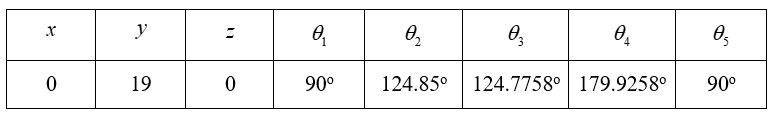 x y z θ₁ θ₂ θ₃ θ₄ θ₅
0 19 0 90º 124.85º 124.7758º 179.9258º 90º